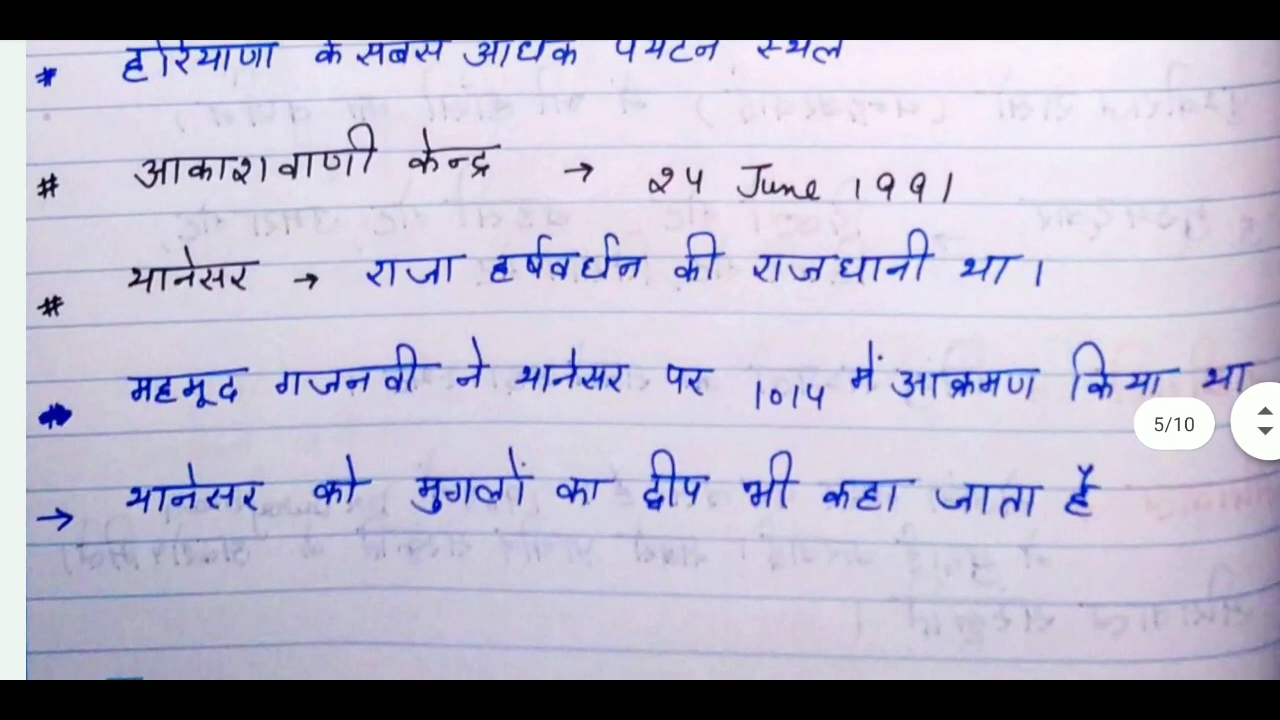 # हरियाणा के सबसे अधिक पर्यटन स्थल
# आकाशवाणी केन्द्र → 24 June 1991
# थानेसर → राजा हर्षवर्धन की राजधानी था।
महमूद गजनवी ने थानेसर पर 1014 में आक्रमण किया था
→ थानेसर को मुगलों का द्वीप भी कहा जाता है
5/10